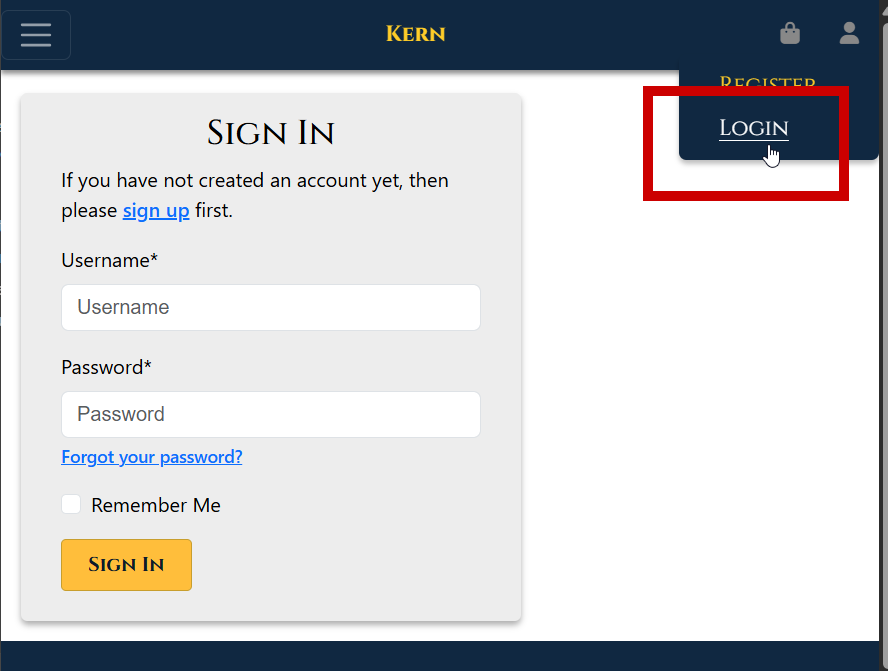 Kern
Register
Login
Sign In
If you have not created an account yet, then
please sign up first.
Username*
Username
Password*
Password
Forgot your password?
Remember Me
Sign In